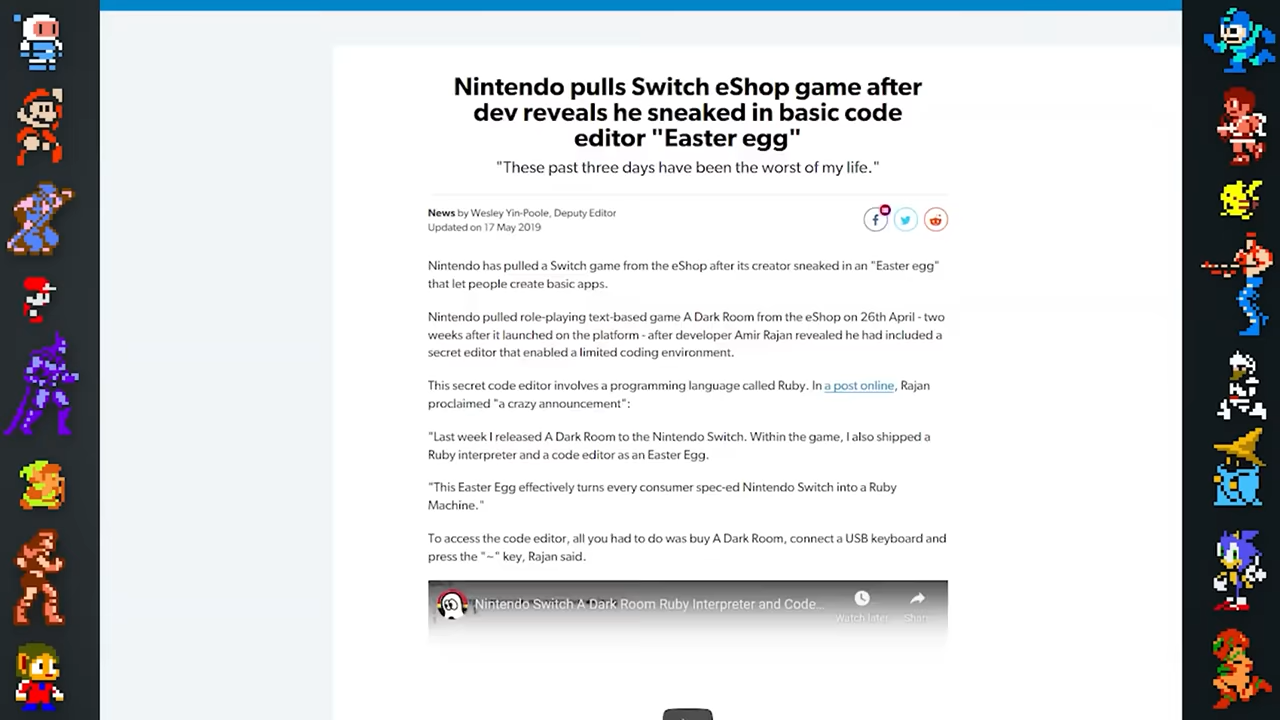 Nintendo pulls Switch eShop game after
dev reveals he sneaked in basic code
editor "Easter egg"
"These past three days have been the worst of my life."
News by Wesley Yin-Poole, Deputy Editor
Updated on 17 May 2019
Nintendo has pulled a Switch game from the eShop after its creator sneaked in an "Easter egg"
that let people create basic apps.
Nintendo pulled role-playing text-based game A Dark Room from the eShop on 26th April - two
weeks after it launched on the platform - after developer Amir Rajan revealed he had included a
secret editor that enabled a limited coding environment.
This secret code editor involves a programming language called Ruby. In a post online, Rajan
proclaimed "a crazy announcement":
"Last week I released A Dark Room to the Nintendo Switch. Within the game, I also shipped a
Ruby interpreter and a code editor as an Easter Egg.
"This Easter Egg effectively turns every consumer spec-ed Nintendo Switch into a Ruby
Machine."
To access the code editor, all you had to do was buy A Dark Room, connect a USB keyboard and
press the "~" key, Rajan said.
Nintendo Switch A Dark Room Ruby Interpreter and Code...
Watch later Share